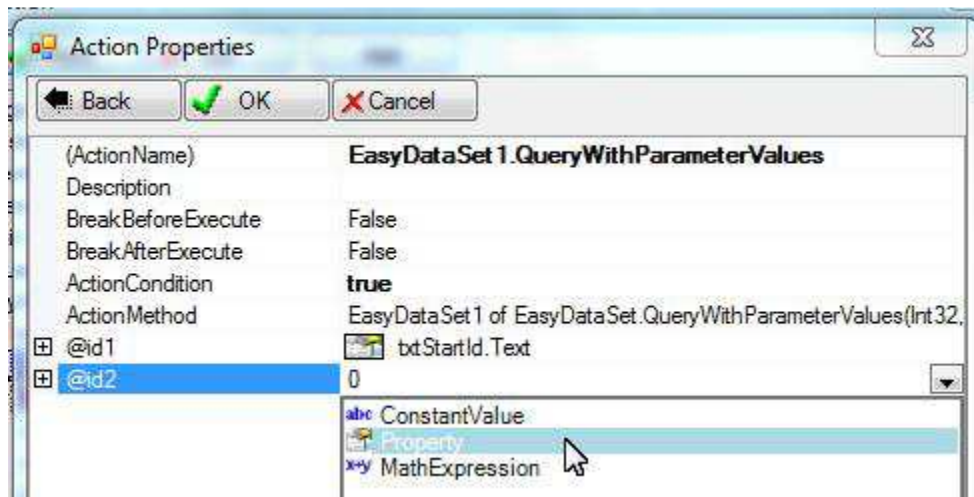 Action Properties
Back OK Cancel
(ActionName) EasyDataSet1.QueryWithParameterValues
Description
BreakBeforeExecute False
BreakAfterExecute False
ActionCondition true
ActionMethod EasyDataSet1 of EasyDataSet.QueryWithParameterValues(Int32,
@id1 txtStartId.Text
@id2 0
abc ConstantValue
Property
x+y MathExpression